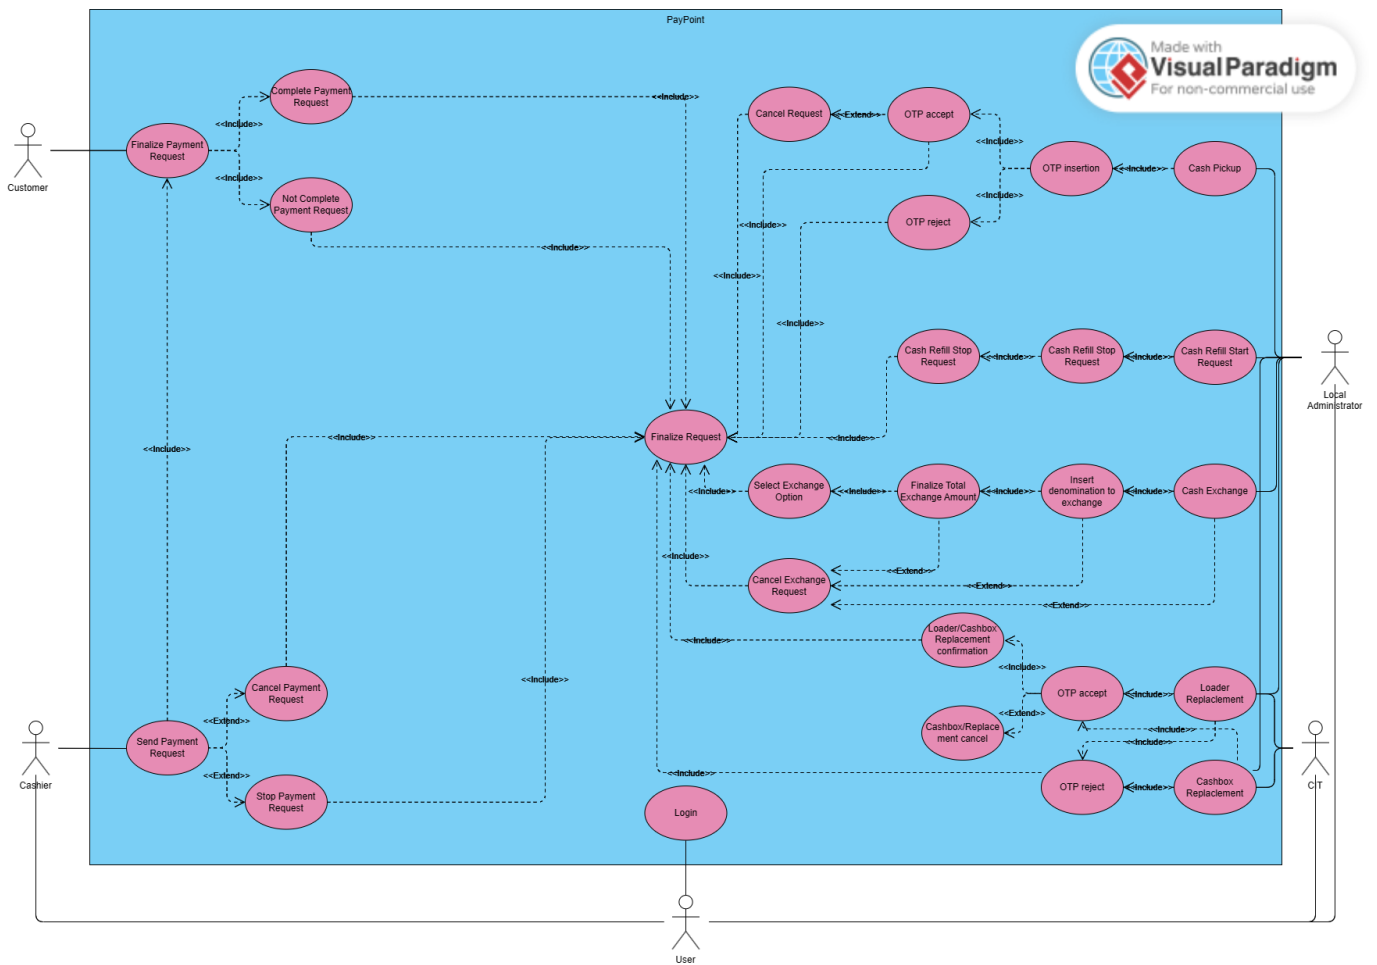 PayPoint
Made with
Visual Paradigm
For non-commercial use
Complete Payment
Request
<<Include>>
Cancel Request
<<Extend>>
OTP accept
<<Include>>
Finalize Payment
Request
<<Include>>
<<Include>>
Customer
Not Complete
Payment Request
<<Include>>
OTP insertion
<<Include>>
Cash Pickup
<<Include>>
OTP reject
<<Include>>
<<Include>>
<<Include>>
<<Include>>
Cash Refill Stop
Request
<<Include>>
Cash Refill Stop
Request
<<Include>>
Cash Refill Start
Request
Local
Administrator
<<Include>>
<<Include>>
Finalize Request
<<Include>>
<<Include>>
Select Exchange
Option
<<Include>>
Finalize Total
Exchange Amount
<<Include>>
Insert
denomination to
exchange
<<Include>>
Cash Exchange
<<Include>>
Cancel Exchange
Request
<<Extend>>
<<Extend>>
<<Extend>>
Loader/Cashbox
Replacement
confirmation
<<Include>>
<<Include>>
<<Include>>
Cancel Payment
Request
<<Extend>>
OTP accept
<<Include>>
Loader
Replacement
<<Extend>>
Cashbox/Replace
ment cancel
<<Include>>
<<Include>>
Send Payment
Request
<<Extend>>
Cashier
Stop Payment
Request
<<Include>>
OTP reject
<<Include>>
Cashbox
Replaclement
CIT
Login
User